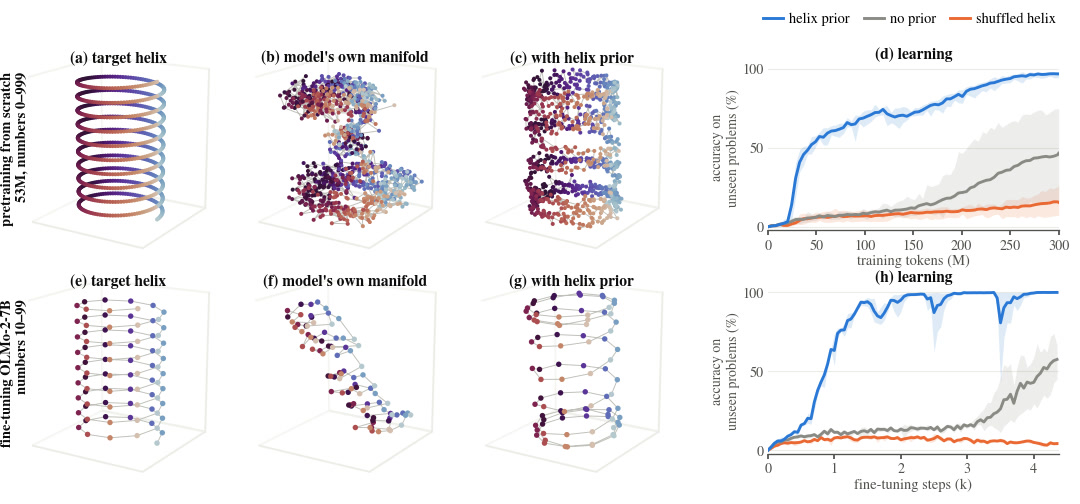 helix prior no prior shuffled helix
(a) target helix
(b) model's own manifold
(c) with helix prior
(d) learning
pretraining from scratch
53M, numbers 0–999
accuracy on
unseen problems (%)
100
50
0
0 50 100 150 200 250 300
training tokens (M)
(e) target helix
(f) model's own manifold
(g) with helix prior
(h) learning
fine-tuning OLMo-2-7B
numbers 10–99
accuracy on
unseen problems (%)
100
50
0
0 1 2 3 4
fine-tuning steps (k)